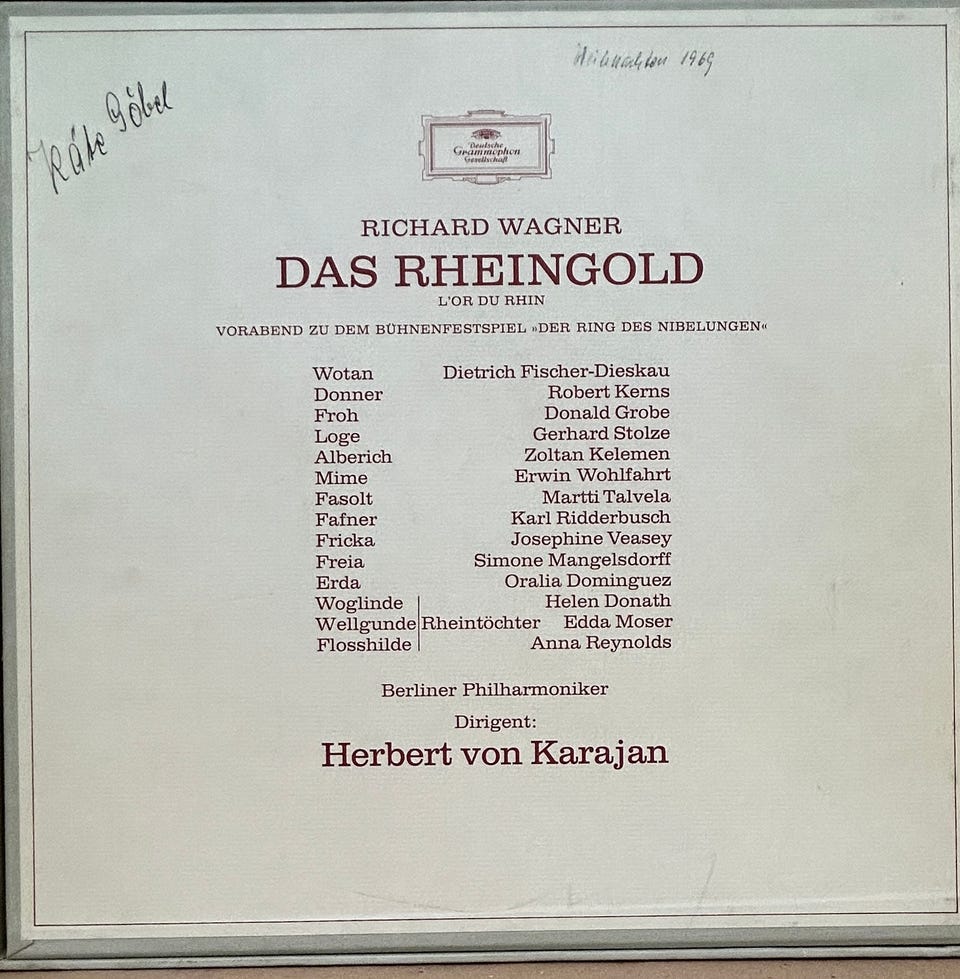 Weihnachten 1969
Käte Göbel
Deutsche
Grammophon
Gesellschaft
RICHARD WAGNER
DAS RHEINGOLD
L'OR DU RHIN
VORABEND ZU DEM BÜHNENFESTSPIEL »DER RING DES NIBELUNGEN«
Wotan Dietrich Fischer-Dieskau
Donner Robert Kerns
Froh Donald Grobe
Loge Gerhard Stolze
Alberich Zoltan Kelemen
Mime Erwin Wohlfahrt
Fasolt Martti Talvela
Fafner Karl Ridderbusch
Fricka Josephine Veasey
Freia Simone Mangelsdorff
Erda Oralia Dominguez
Woglinde Helen Donath
Wellgunde Rheintöchter Edda Moser
Flosshilde Anna Reynolds
Berliner Philharmoniker
Dirigent:
Herbert von Karajan